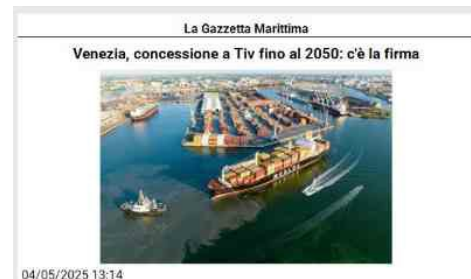 La Gazzetta Marittima
Venezia, concessione a Tiv fino al 2050: c'è la firma
04/05/2025 13:14